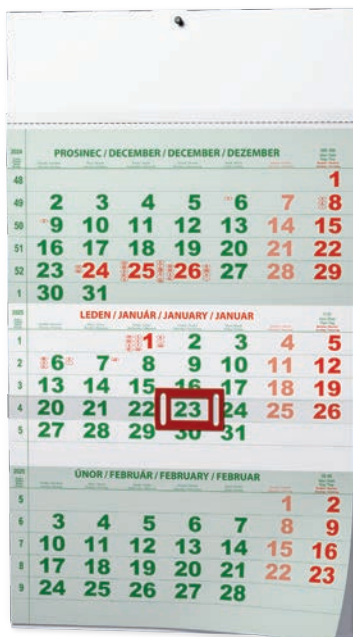 2024 PROSINEC / DECEMBER / DECEMBER / DEZEMBER
48 1
49 2 3 4 5 6 7 8
50 9 10 11 12 13 14 15
51 16 17 18 19 20 21 22
52 23 24 25 26 27 28 29
1 30 31
2025 LEDEN / JANUÁR / JANUARY / JANUAR
1 1 2 3 4 5
2 6 7 8 9 10 11 12
3 13 14 15 16 17 18 19
4 20 21 22 23 24 25 26
5 27 28 29 30 31
2025 ÚNOR / FEBRUÁR / FEBRUARY / FEBRUAR
5 1 2
6 3 4 5 6 7 8 9
7 10 11 12 13 14 15 16
8 17 18 19 20 21 22 23
9 24 25 26 27 28